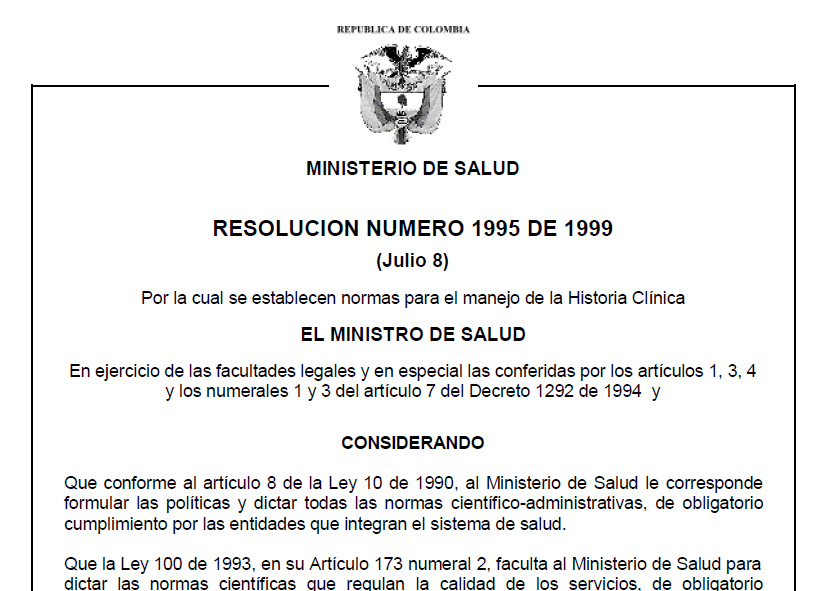 REPUBLICA DE COLOMBIA
MINISTERIO DE SALUD
RESOLUCION NUMERO 1995 DE 1999
(Julio 8)
Por la cual se establecen normas para el manejo de la Historia Clínica
EL MINISTRO DE SALUD
En ejercicio de las facultades legales y en especial las conferidas por los artículos 1, 3, 4
y los numerales 1 y 3 del artículo 7 del Decreto 1292 de 1994 y
CONSIDERANDO
Que conforme al artículo 8 de la Ley 10 de 1990, al Ministerio de Salud le corresponde
formular las políticas y dictar todas las normas científico-administrativas, de obligatorio
cumplimiento por las entidades que integran el sistema de salud.
Que la Ley 100 de 1993, en su Artículo 173 numeral 2, faculta al Ministerio de Salud para
dictar las normas científicas que regulan la calidad de los servicios, de obligatorio